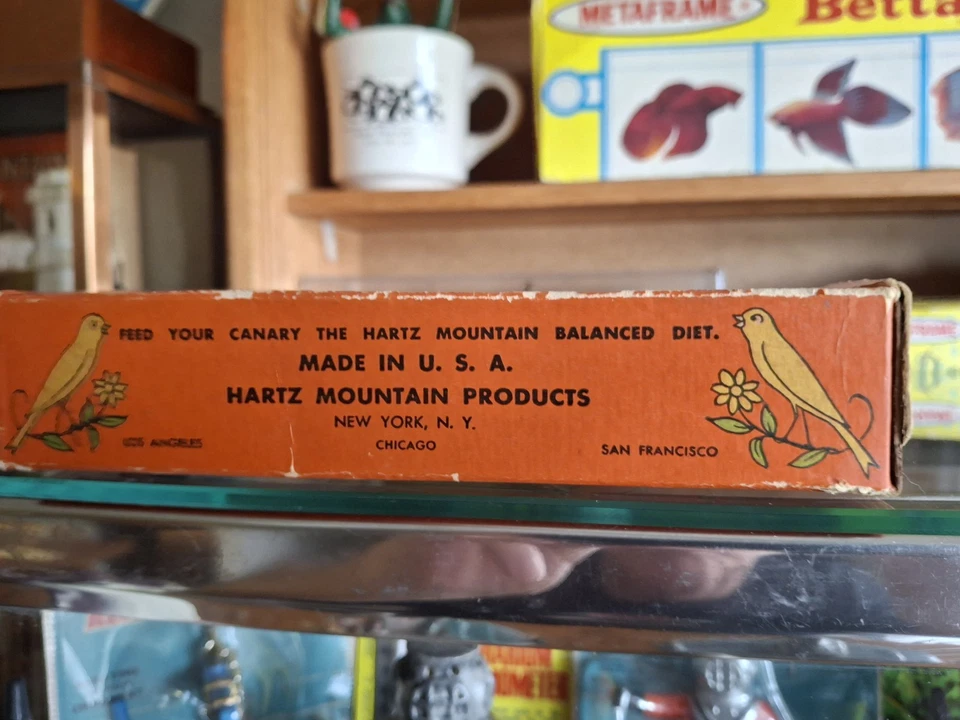 METAFRAME
Betta
FEED YOUR CANARY THE HARTZ MOUNTAIN BALANCED DIET.
MADE IN U. S. A.
HARTZ MOUNTAIN PRODUCTS
NEW YORK, N. Y.
LOS ANGELES
CHICAGO
SAN FRANCISCO